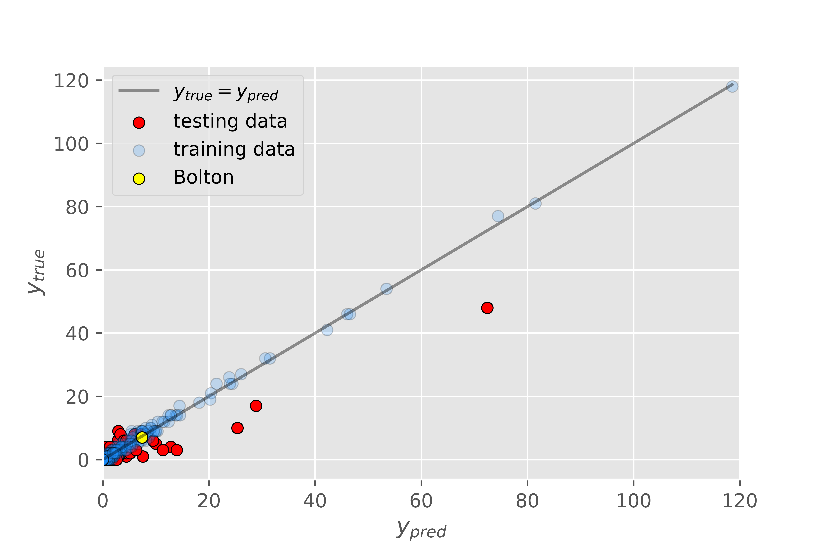 120
100
80
60
40
20
0
y_true
y_true = y_pred
testing data
training data
Bolton
0 20 40 60 80 100 120
y_pred